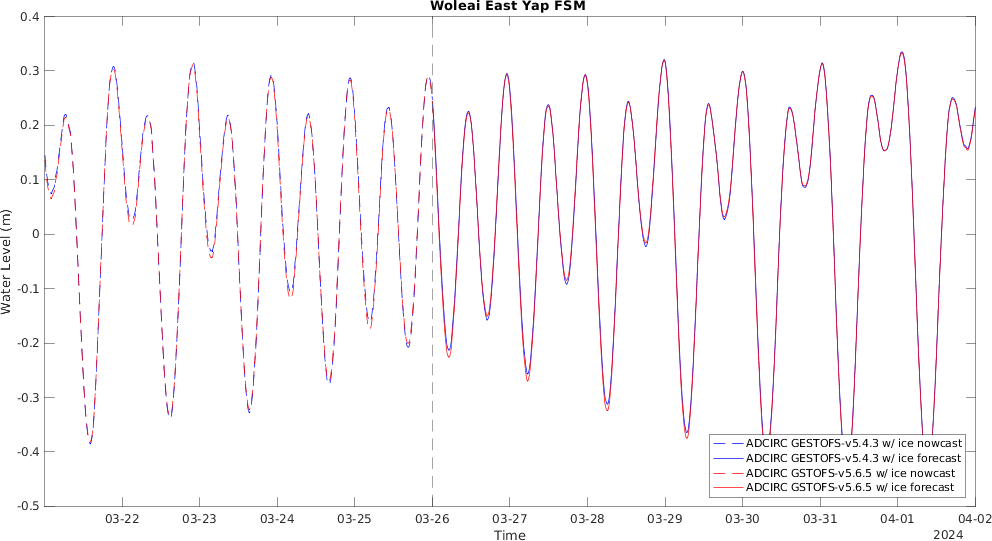 Woleai East Yap FSM
0.4
0.3
0.2
0.1
0
-0.1
-0.2
-0.3
-0.4
-0.5
Water Level (m)
ADCIRC GESTOFS-v5.4.3 w/ ice nowcast
ADCIRC GESTOFS-v5.4.3 w/ ice forecast
ADCIRC GSTOFS-v5.6.5 w/ ice nowcast
ADCIRC GSTOFS-v5.6.5 w/ ice forecast
03-22 03-23 03-24 03-25 03-26 03-27 03-28 03-29 03-30 03-31 04-01 04-02
Time
2024